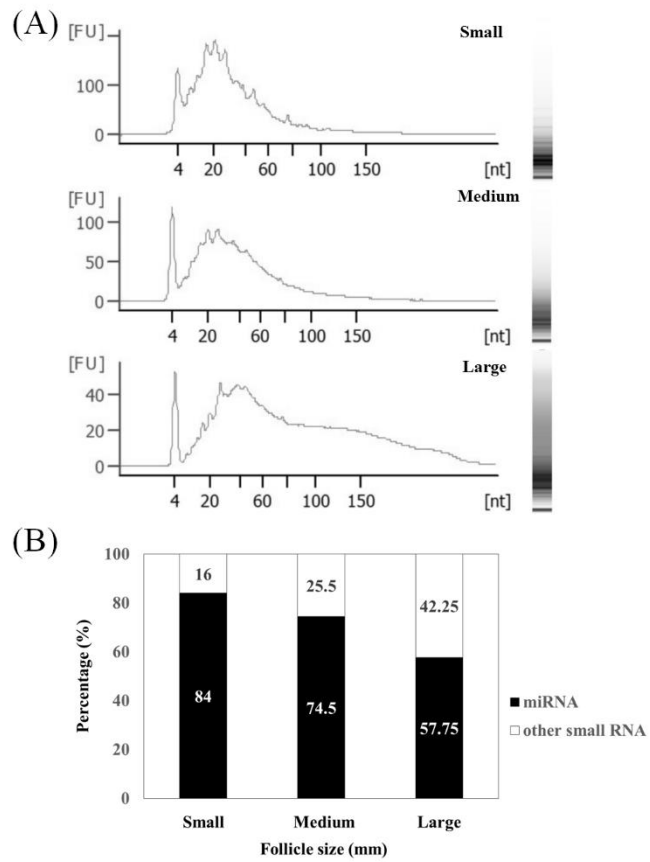 (A)
[FU]
Small
100
0
4 20 60 100 150 [nt]
[FU]
Medium
100
50
0
4 20 60 100 150 [nt]
[FU]
Large
40
20
0
4 20 60 100 150 [nt]
(B)
100
80
60
40
20
0
Percentage (%)
16 25.5 42.25
84 74.5 57.75
miRNA
other small RNA
Small Medium Large
Follicle size (mm)